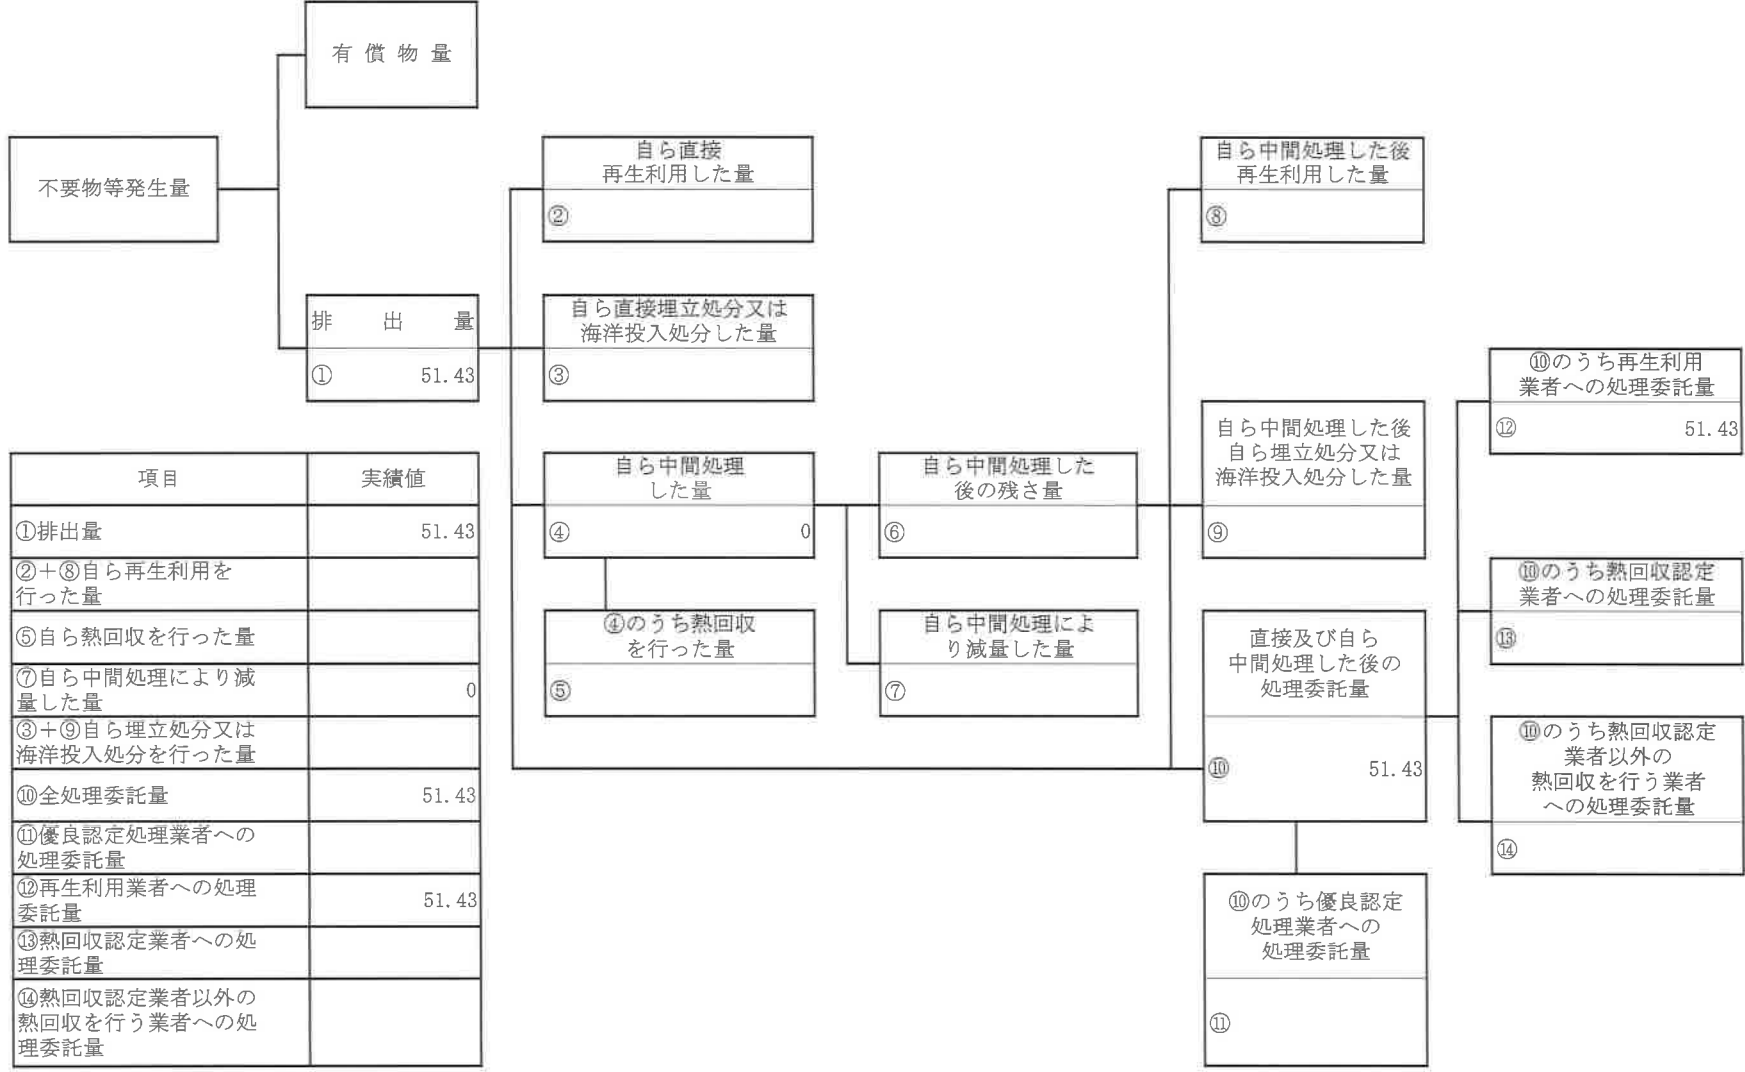 有償物量
不要物等発生量
排出量
① 51.43
自ら直接
再生利用した量
②
自ら直接埋立処分又は
海洋投入処分した量
③
自ら中間処理
した量
④ 0
④のうち熱回収
を行った量
⑤
自ら中間処理した
後の残さ量
⑥
自ら中間処理によ
り減量した量
⑦
自ら中間処理した後
再生利用した量
⑧
自ら中間処理した後
自ら埋立処分又は
海洋投入処分した量
⑨
直接及び自ら
中間処理した後の
処理委託量
⑩ 51.43
⑩のうち優良認定
処理業者への
処理委託量
⑪
⑩のうち再生利用
業者への処理委託量
⑫ 51.43
⑩のうち熱回収認定
業者への処理委託量
⑬
⑩のうち熱回収認定
業者以外の
熱回収を行う業者
への処理委託量
⑭
項目 実績値
①排出量 51.43
②+⑧自ら再生利用を
行った量
⑤自ら熱回収を行った量
⑦自ら中間処理により減
量した量 0
③+⑨自ら埋立処分又は
海洋投入処分を行った量
⑩全処理委託量 51.43
⑪優良認定処理業者への
処理委託量
⑫再生利用業者への処理
委託量 51.43
⑬熱回収認定業者への処
理委託量
⑭熱回収認定業者以外の
熱回収を行う業者への処
理委託量